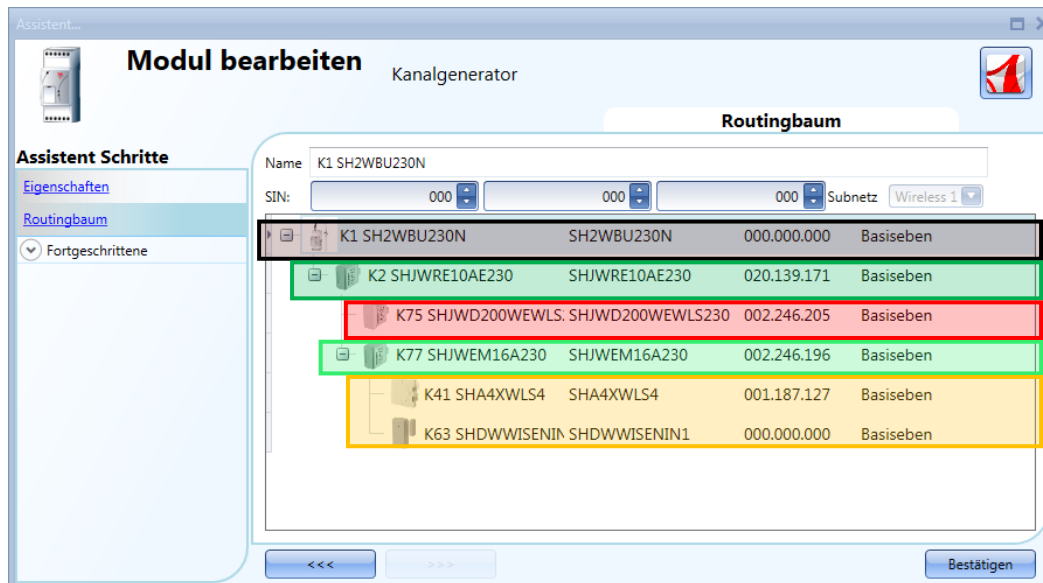 Assistent...
Modul bearbeiten
Kanalgenerator
Routingbaum
Assistent Schritte
Eigenschaften
Routingbaum
Fortgeschrittene
Name K1 SH2WBU230N
SIN: 000 000 000 Subnetz Wireless 1
K1 SH2WBU230N SH2WBU230N 000.000.000 Basiseben
K2 SHJWRE10AE230 SHJWRE10AE230 020.139.171 Basiseben
K75 SHJWD200WEWLS: SHJWD200WEWLS230 002.246.205 Basiseben
K77 SHJWEM16A230 SHJWEM16A230 002.246.196 Basiseben
K41 SHA4XWLS4 SHA4XWLS4 001.187.127 Basiseben
K63 SHDWWISENIN SHDWWISENIN1 000.000.000 Basiseben
<<< >>> Bestätigen